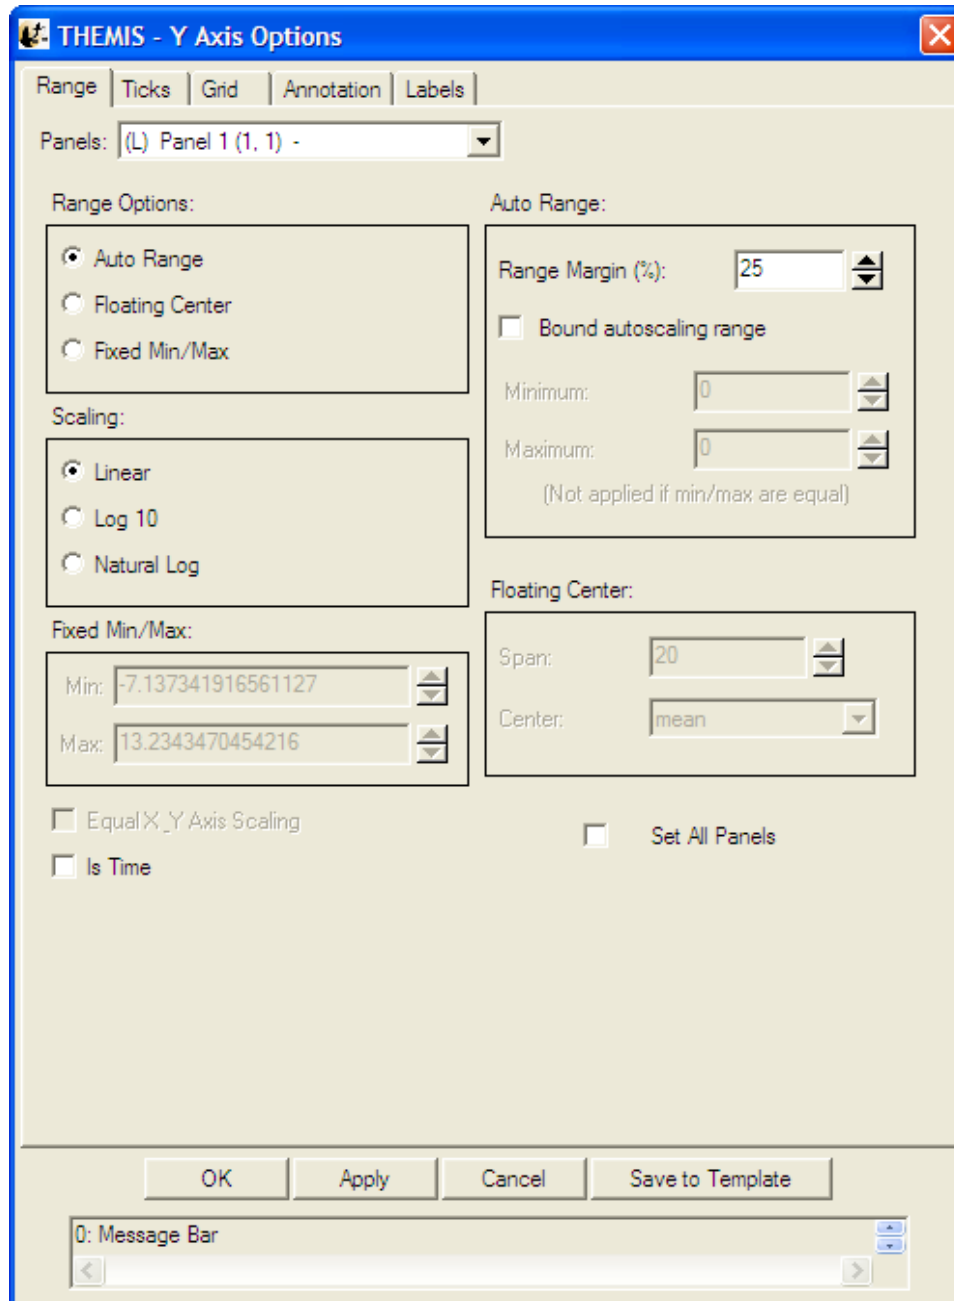 THEMIS - Y Axis Options
Range Ticks Grid Annotation Labels
Panels: (L) Panel 1 (1, 1) -
Range Options:
Auto Range
Floating Center
Fixed Min/Max
Scaling:
Linear
Log 10
Natural Log
Fixed Min/Max:
Min: -7.137341916561127
Max: 13.2343470454216
Equal X_Y Axis Scaling
Is Time
Auto Range:
Range Margin (%): 25
Bound autoscaling range
Minimum: 0
Maximum: 0
(Not applied if min/max are equal)
Floating Center:
Span: 20
Center: mean
Set All Panels
OK Apply Cancel Save to Template
0: Message Bar